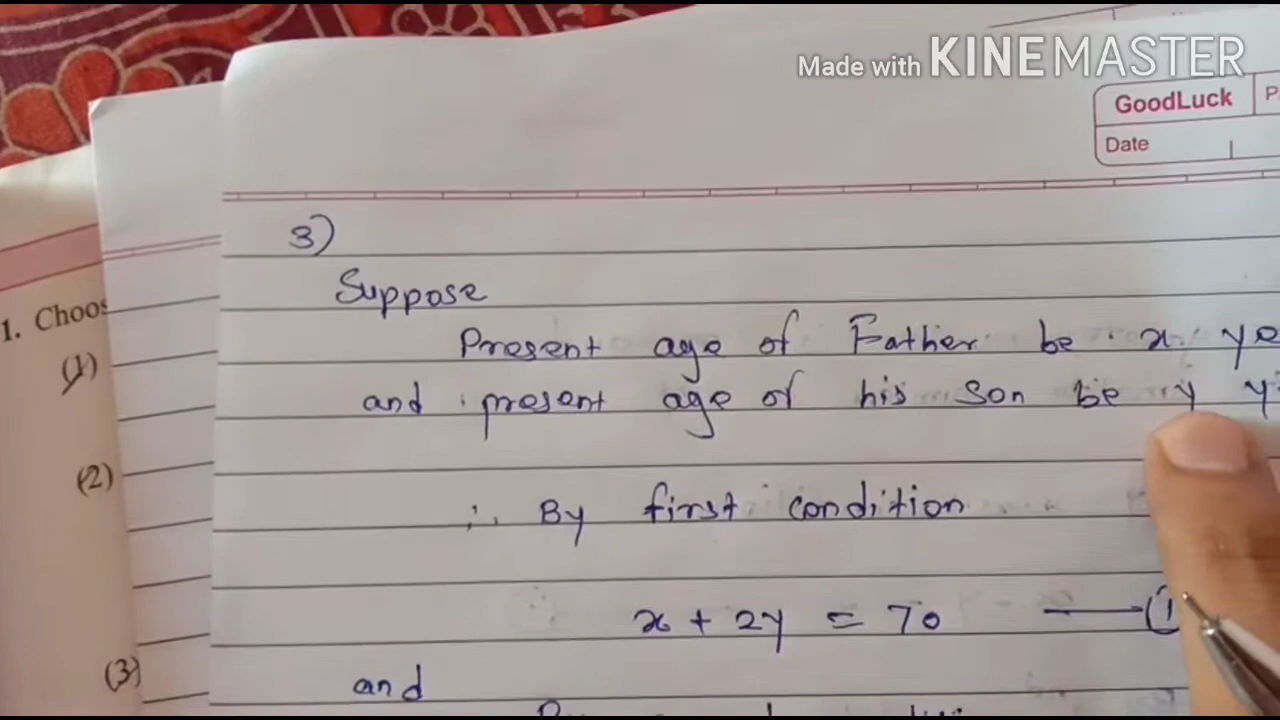 Made with KINEMASTER
GoodLuck
Date
3)
Suppose
Present age of Father be x
and present age of his son be y
∴ By first condition
x + 2y = 70 — ①
and
1. Choos
(1)
(2)
(3)